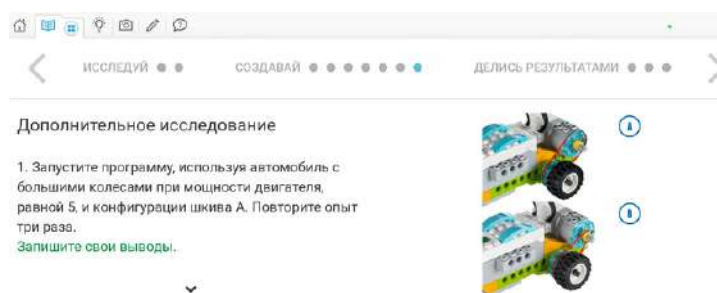 ИССЛЕДУЙ
СОЗДАВАЙ
ДЕЛИСЬ РЕЗУЛЬТАТАМИ
Дополнительное исследование
1. Запустите программу, используя автомобиль с
большими колесами при мощности двигателя,
равной 5, и конфигурации шкива А. Повторите опыт
три раза.
Запишите свои выводы.